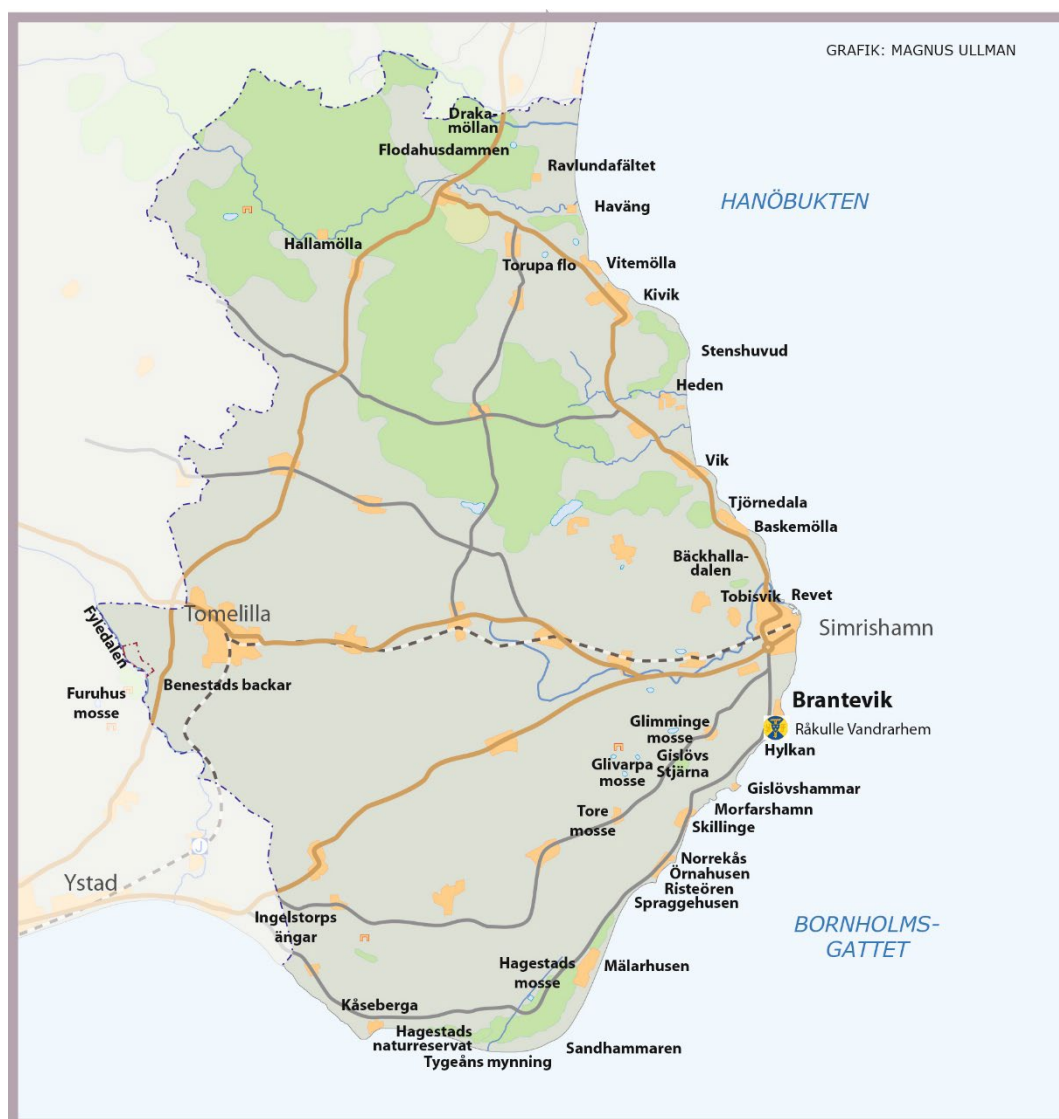 GRAFIK: MAGNUS ULLMAN
Draka-
möllan
Flodahusdammen
Ravlundafältet
HANÖBUKTEN
Haväng
Hallamölla
Torupa flo
Vitemölla
Kivik
Stenshuvud
Heden
Vik
Tjörnedala
Baskemölla
Bäckhalla-
dalen
Tobisvik
Revet
Tomelilla
Simrishamn
Fyledalen
Benestads backar
Furuhus
mosse
Brantevik
Råkulle Vandrarhem
Hylkan
Glimminge
mosse
Gislövs
Stjärna
Glivarpa
mosse
Gislövshammar
Morfarshamn
Tore
mosse
Skillinge
Norrekås
Örnahusen
Risteören
Spraggehusen
J
Ystad
Ingelstorps
ängar
BORNHOLMS-
GATTET
Hagestads
mosse
Mälarhusen
Kåseberga
Hagestads
naturreservat
Tygeåns mynning
Sandhammaren